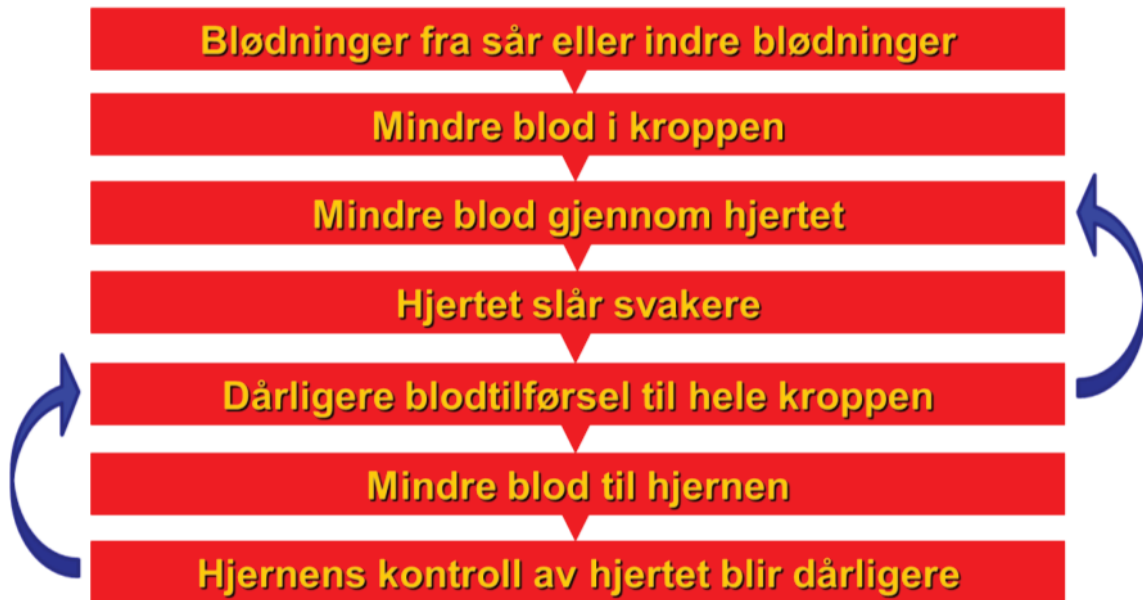 Blødninger fra sår eller indre blødninger
Mindre blod i kroppen
Mindre blod gjennom hjertet
Hjertet slår svakere
Dårligere blodtilførsel til hele kroppen
Mindre blod til hjernen
Hjernens kontroll av hjertet blir dårligere